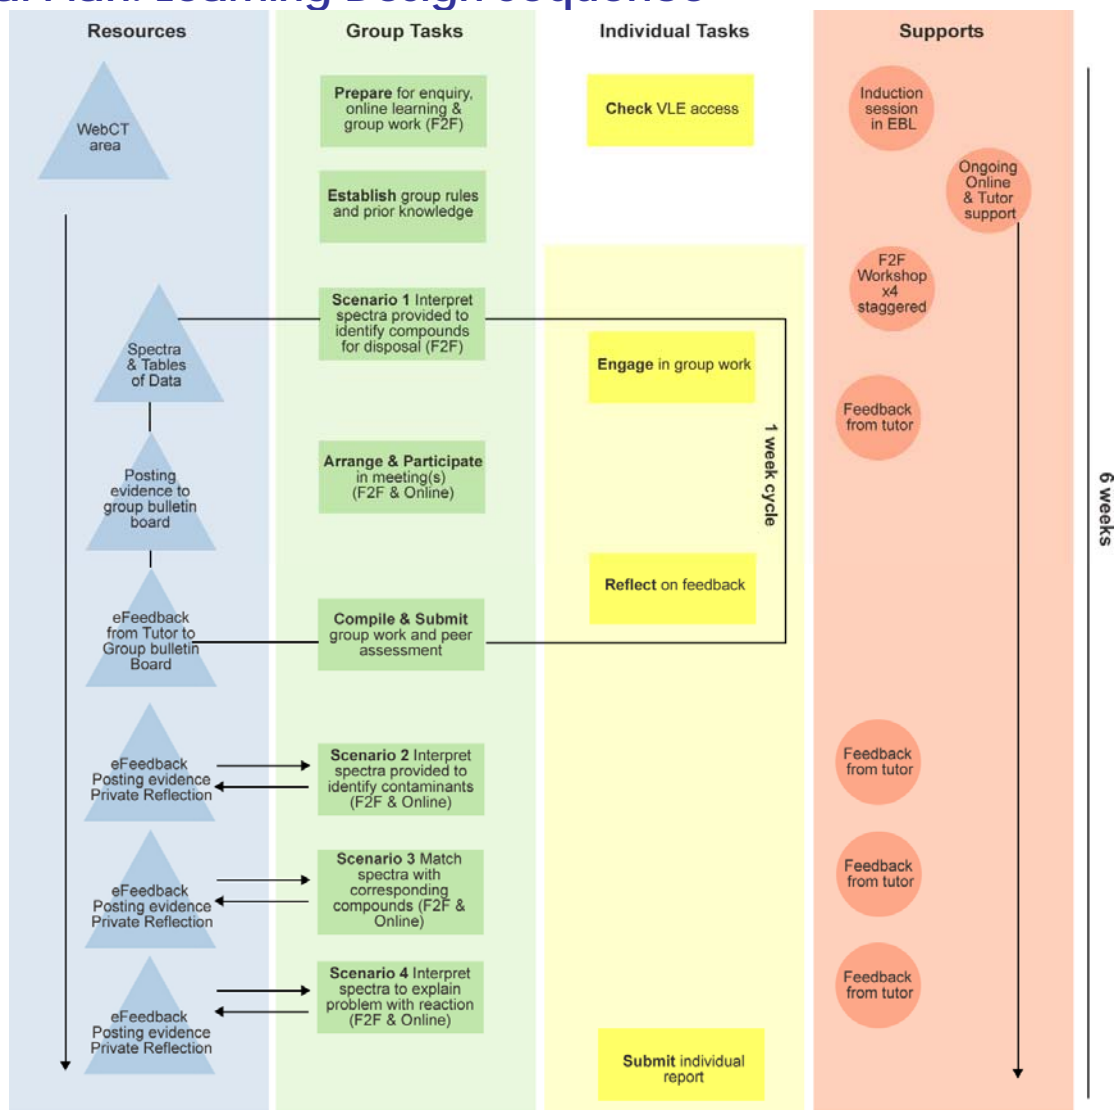 Plan: Learning Design Sequence
Resources
Group Tasks
Individual Tasks
Supports
WebCT
area
Prepare for enquiry,
online learning &
group work (F2F)
Check VLE access
Induction
session
in EBL
Establish group rules
and prior knowledge
Ongoing
Online
& Tutor
support
F2F
Workshop
x4
staggered
Spectra
& Tables
of Data
Scenario 1 Interpret
spectra provided to
identify compounds
for disposal (F2F)
Engage in group work
Feedback
from tutor
1 week cycle
6 weeks
Posting
evidence to
group bulletin
board
Arrange & Participate
in meeting(s)
(F2F & Online)
Reflect on feedback
eFeedback
from Tutor to
Group bulletin
Board
Compile & Submit
group work and peer
assessment
eFeedback
Posting evidence
Private Reflection
Scenario 2 Interpret
spectra provided to
identify contaminants
(F2F & Online)
Feedback
from tutor
eFeedback
Posting evidence
Private Reflection
Scenario 3 Match
spectra with
corresponding
compounds (F2F &
Online)
Feedback
from tutor
eFeedback
Posting evidence
Private Reflection
Scenario 4 Interpret
spectra to explain
problem with reaction
(F2F & Online)
Feedback
from tutor
Submit individual
report